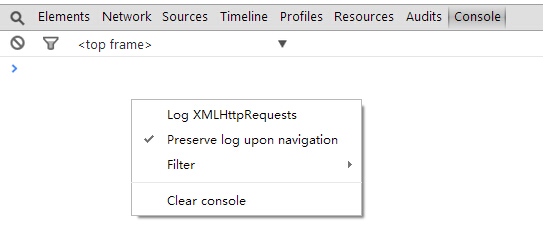 Elements Network Sources Timeline Profiles Resources Audits Console
<top frame>
Log XMLHttpRequests
Preserve log upon navigation
Filter
Clear console